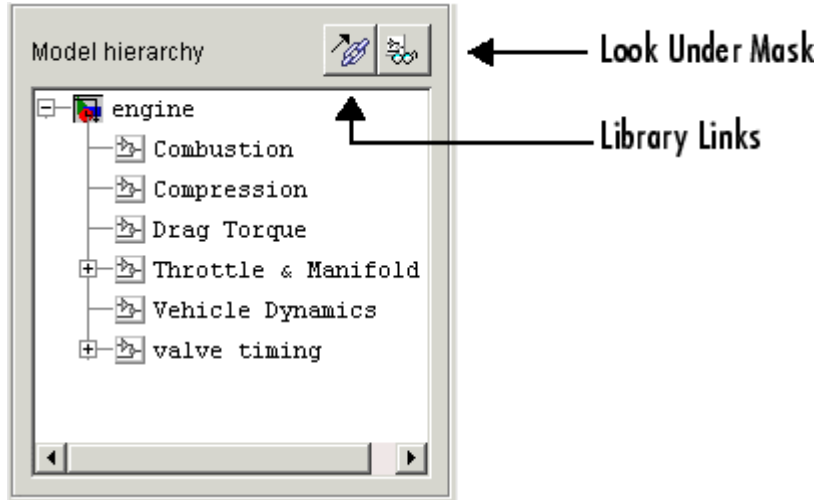 Model hierarchy
Look Under Mask
engine
Library Links
Combustion
Compression
Drag Torque
Throttle & Manifold
Vehicle Dynamics
valve timing